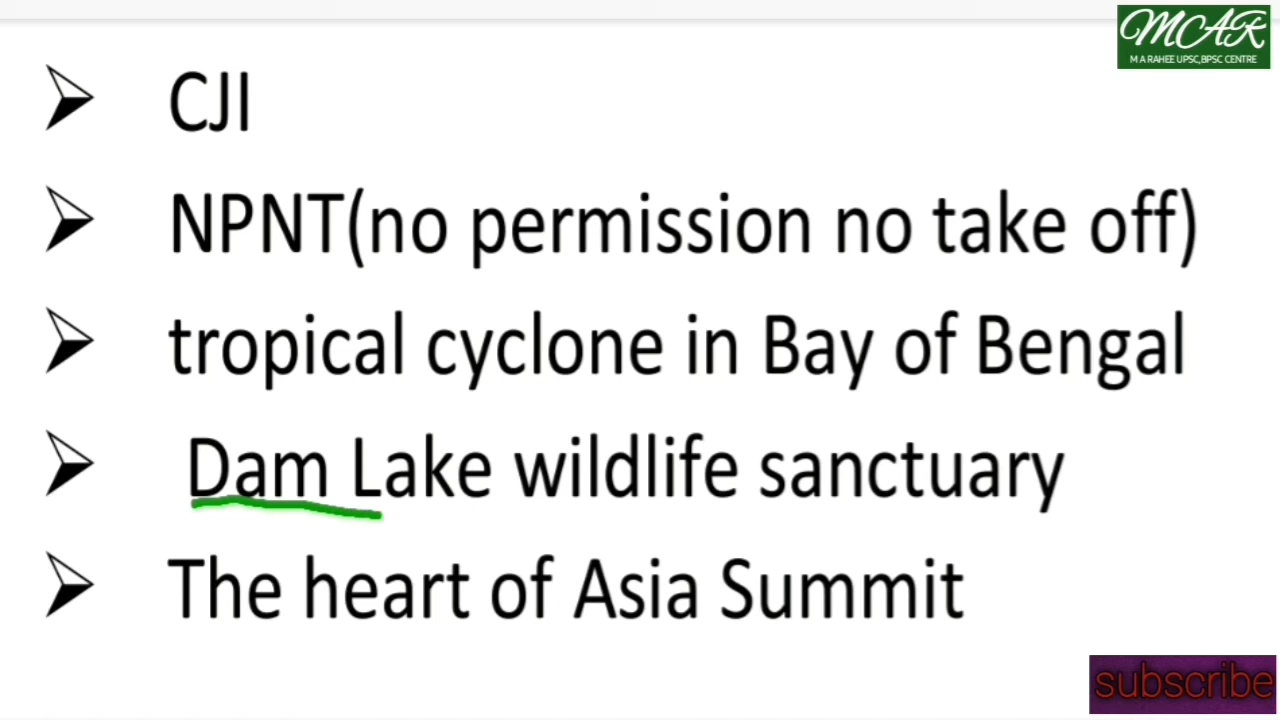 MCAR
M A RAHEE UPSC,BPSC CENTRE
CJI
NPNT(no permission no take off)
tropical cyclone in Bay of Bengal
Dam Lake wildlife sanctuary
The heart of Asia Summit
subscribe